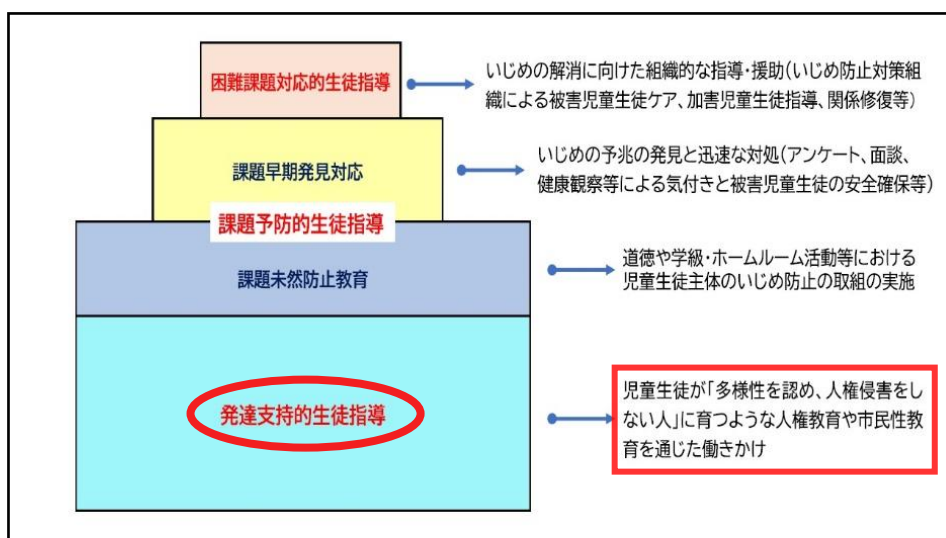 困難課題対応的生徒指導
いじめの解消に向けた組織的な指導・援助(いじめ防止対策組
織による被害児童生徒ケア、加害児童生徒指導、関係修復等)
課題早期発見対応
いじめの予兆の発見と迅速な対処(アンケート、面談、
健康観察等による気付きと被害児童生徒の安全確保等)
課題予防的生徒指導
課題未然防止教育
道徳や学級・ホームルーム活動等における
児童生徒主体のいじめ防止の取組の実施
発達支持的生徒指導
児童生徒が「多様性を認め、人権侵害をし
ない人」に育つような人権教育や市民性教
育を通じた働きかけ